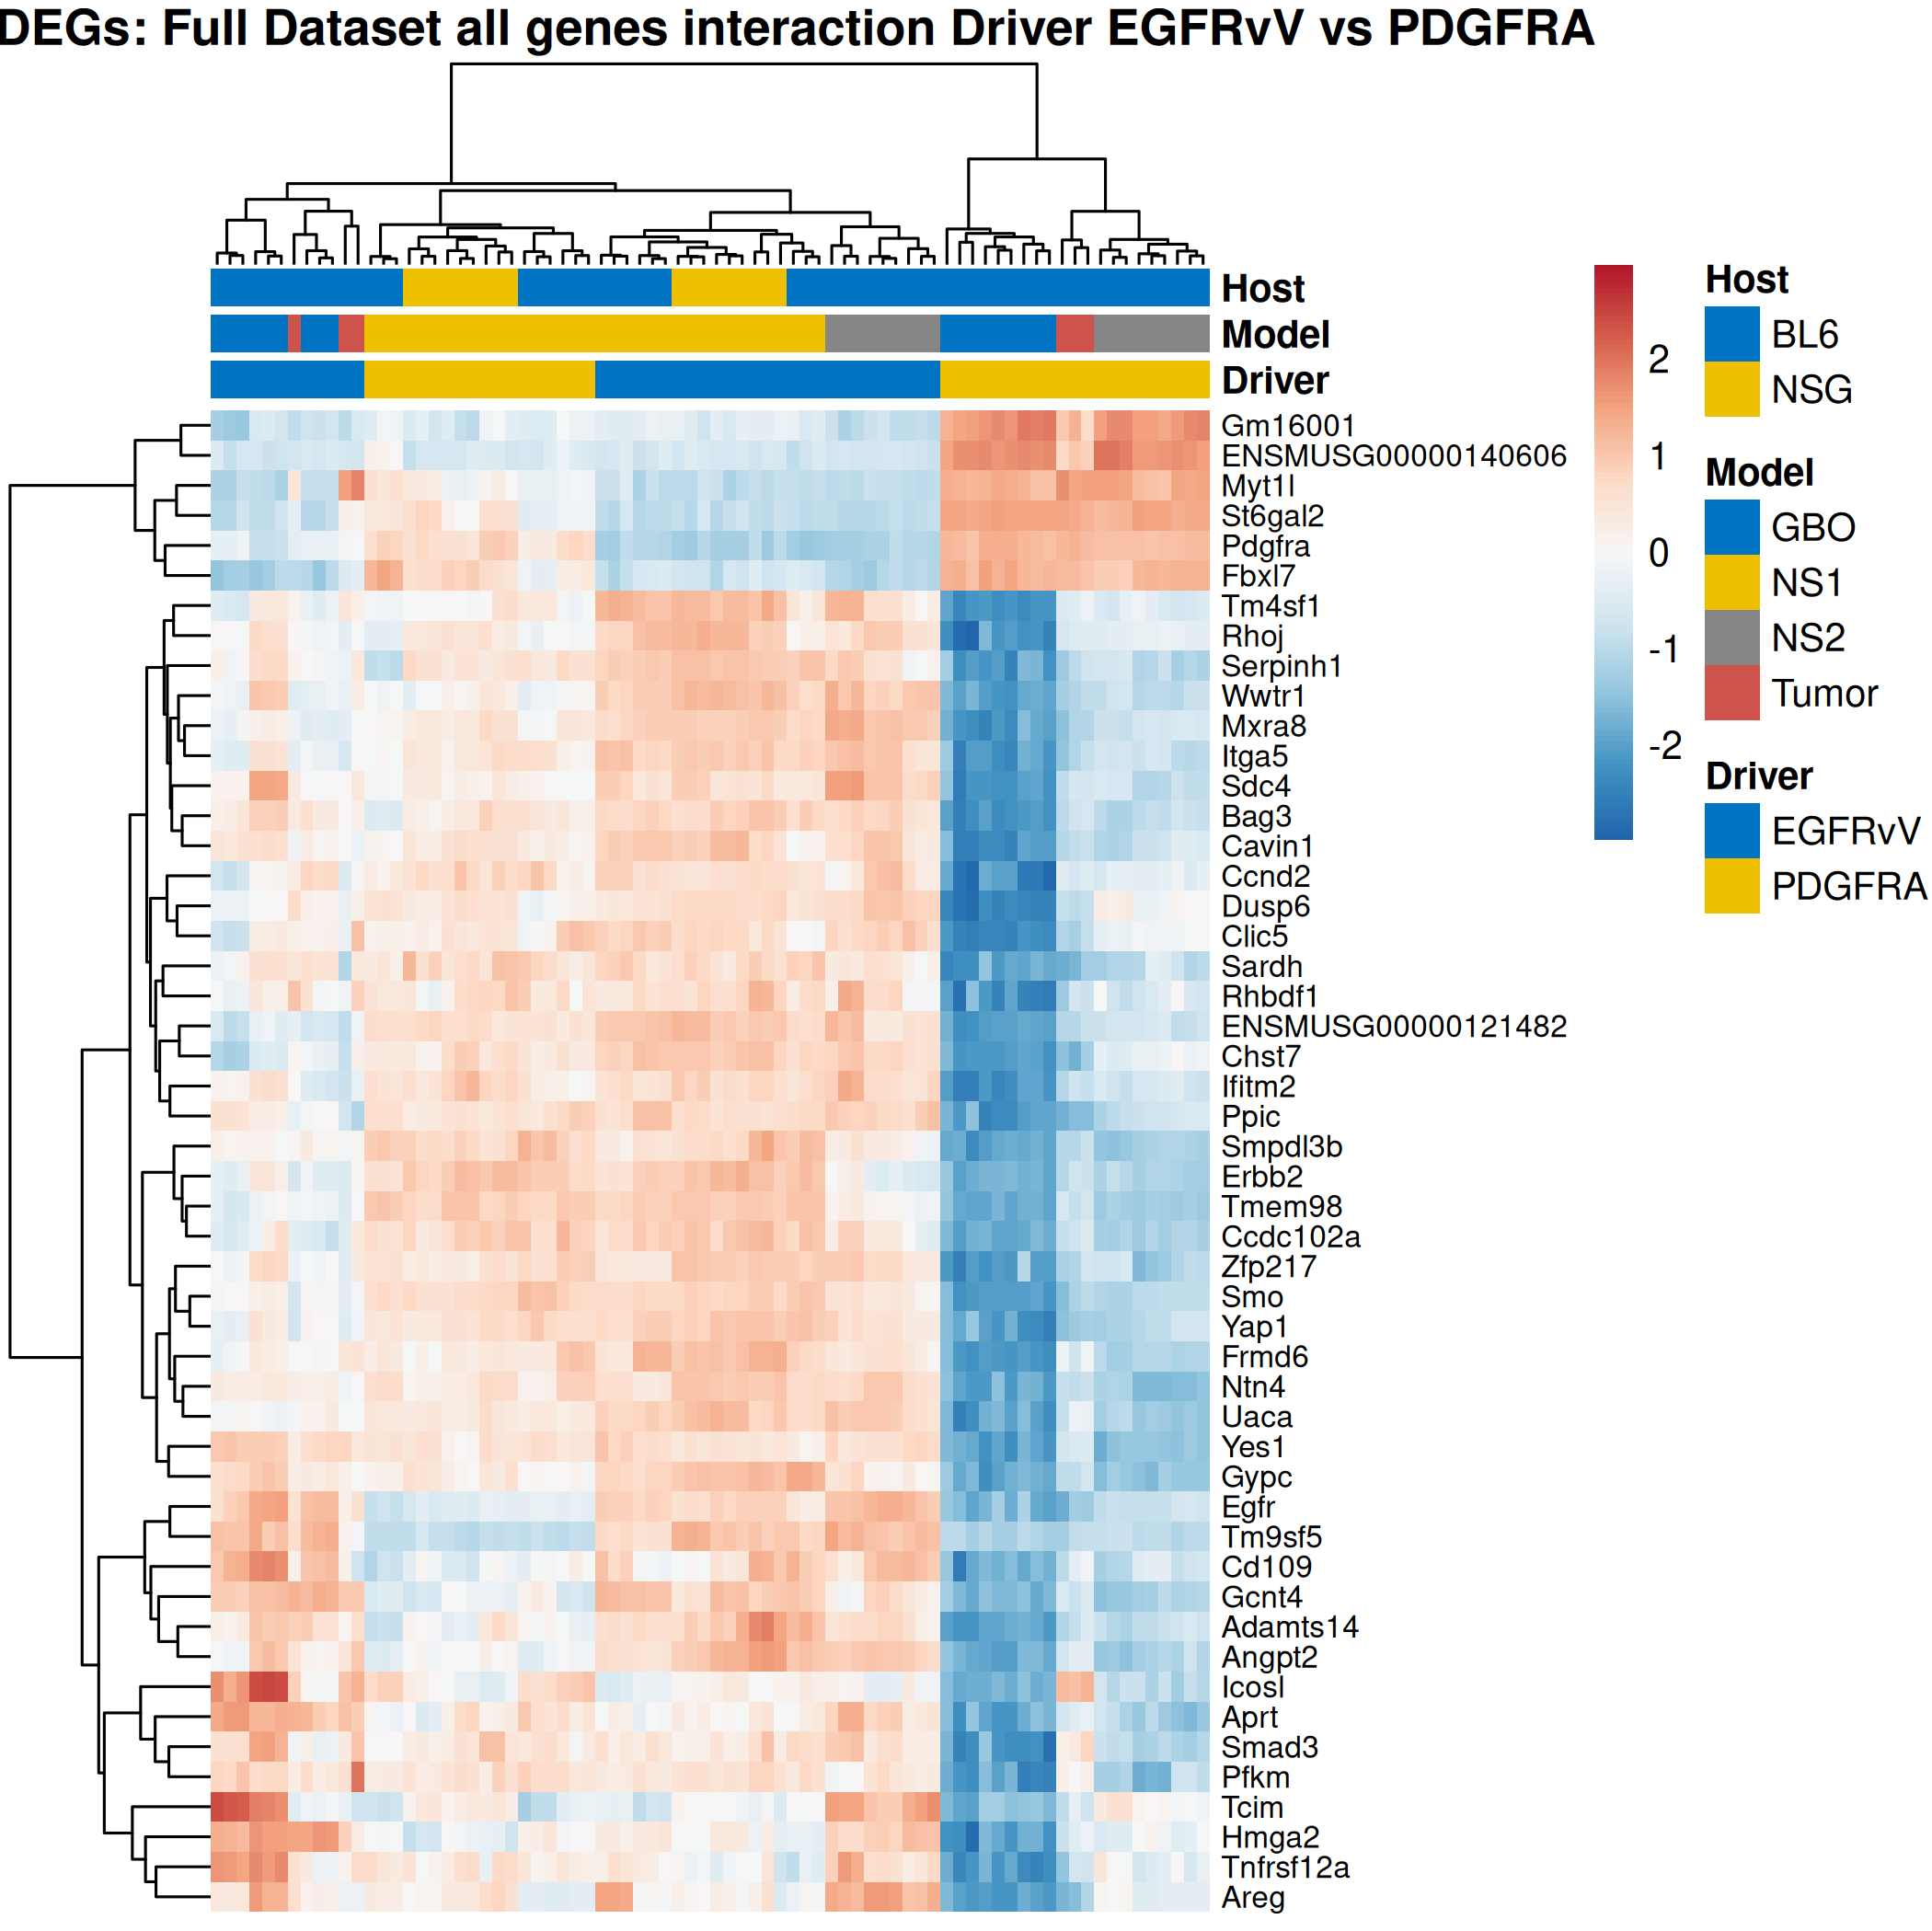 DEGs: Full Dataset all genes interaction Driver EGFRvV vs PDGFRA
Host
Model
Driver
Gm16001
ENSMUSG00000140606
Myt1l
St6gal2
Pdgfra
Fbxl7
Tm4sf1
Rhoj
Serpinh1
Wwtr1
Mxra8
Itga5
Sdc4
Bag3
Cavin1
Ccnd2
Dusp6
Clic5
Sardh
Rhbdf1
ENSMUSG00000121482
Chst7
Ifitm2
Ppic
Smpdl3b
Erbb2
Tmem98
Ccdc102a
Zfp217
Smo
Yap1
Frmd6
Ntn4
Uaca
Yes1
Gypc
Egfr
Tm9sf5
Cd109
Gcnt4
Adamts14
Angpt2
Icosl
Aprt
Smad3
Pfkm
Tcim
Hmga2
Tnfrsf12a
Areg
2
1
0
-1
-2
Host
BL6
NSG
Model
GBO
NS1
NS2
Tumor
Driver
EGFRvV
PDGFRA